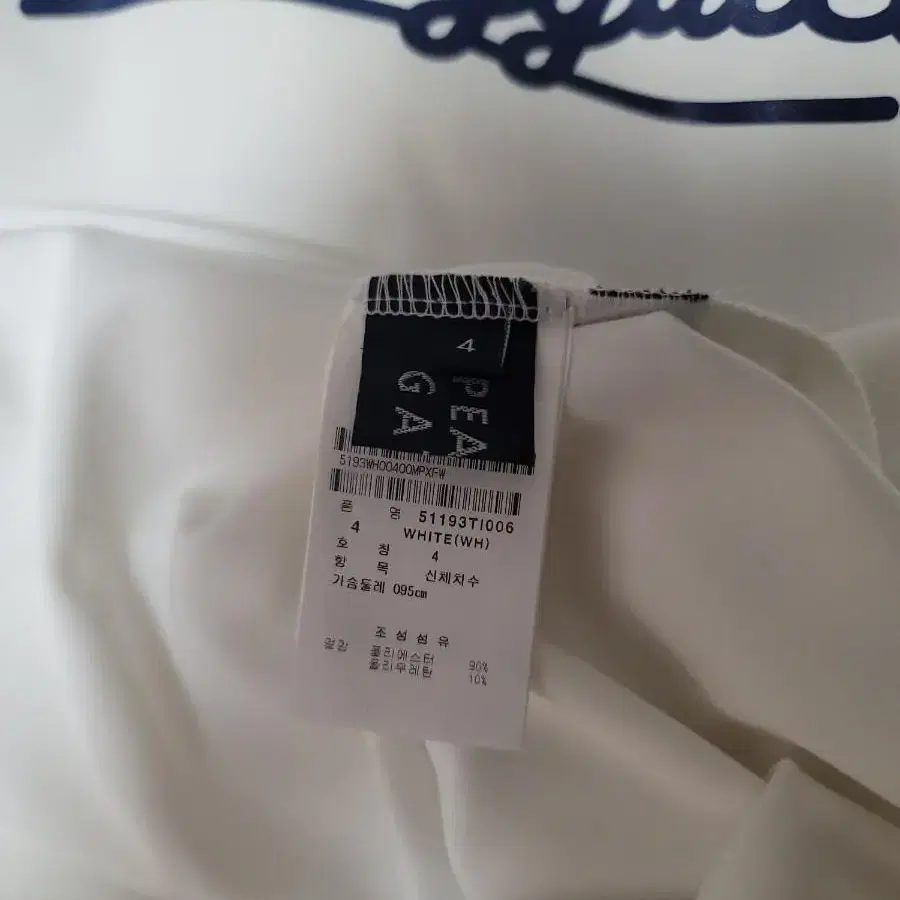 4
PEA
GA
5193WH00400MPXFW
품 명 51193TI006
4 WHITE(WH)
호 칭 4
항 목 신체치수
가슴둘레 095cm
조성섬유
겉감 폴리에스터 90%
폴리우레탄 10%